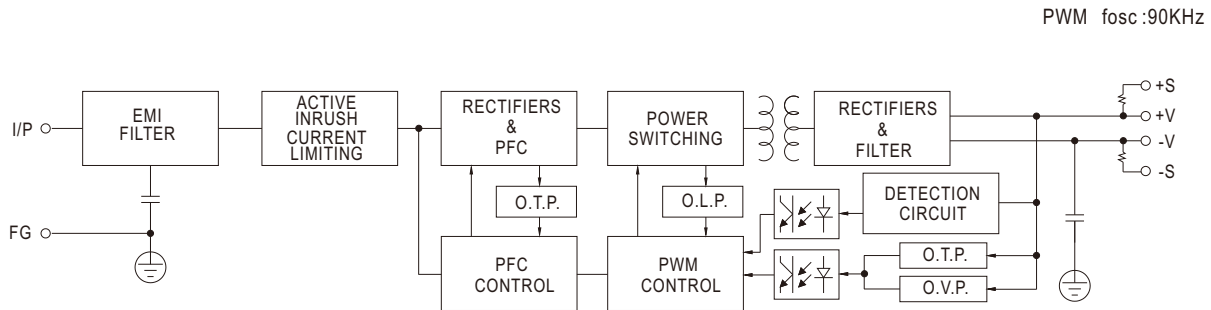 PWM fosc:90KHz
I/P
EMI
FILTER
ACTIVE
INRUSH
CURRENT
LIMITING
RECTIFIERS
&
PFC
POWER
SWITCHING
RECTIFIERS
&
FILTER
+S
+V
-V
-S
O.T.P.
O.L.P.
DETECTION
CIRCUIT
FG
PFC
CONTROL
PWM
CONTROL
O.T.P.
O.V.P.